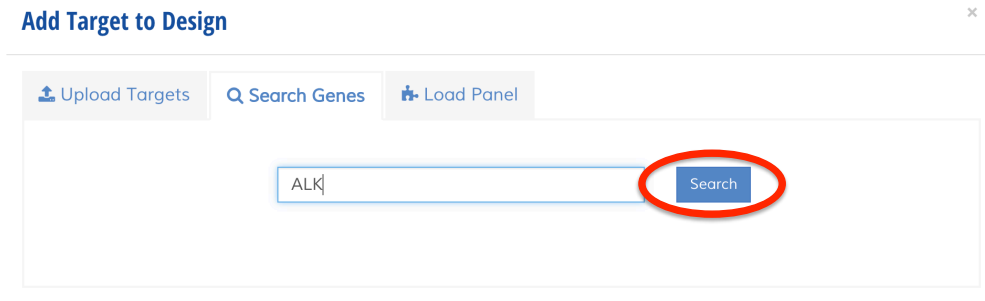 Add Target to Design
×
Upload Targets Search Genes Load Panel
ALK Search